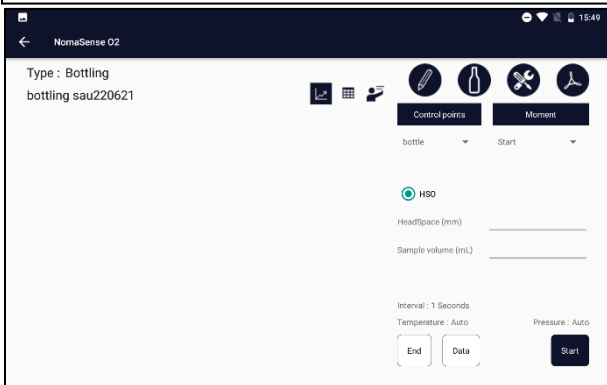 15:49
NomaSense O2
Type : Bottling
bottling sau220621
Control points Moment
bottle Start
HSO
HeadSpace (mm)
Sample volume (mL)
Interval : 1 Seconds
Temperature : Auto Pressure : Auto
End Data Start